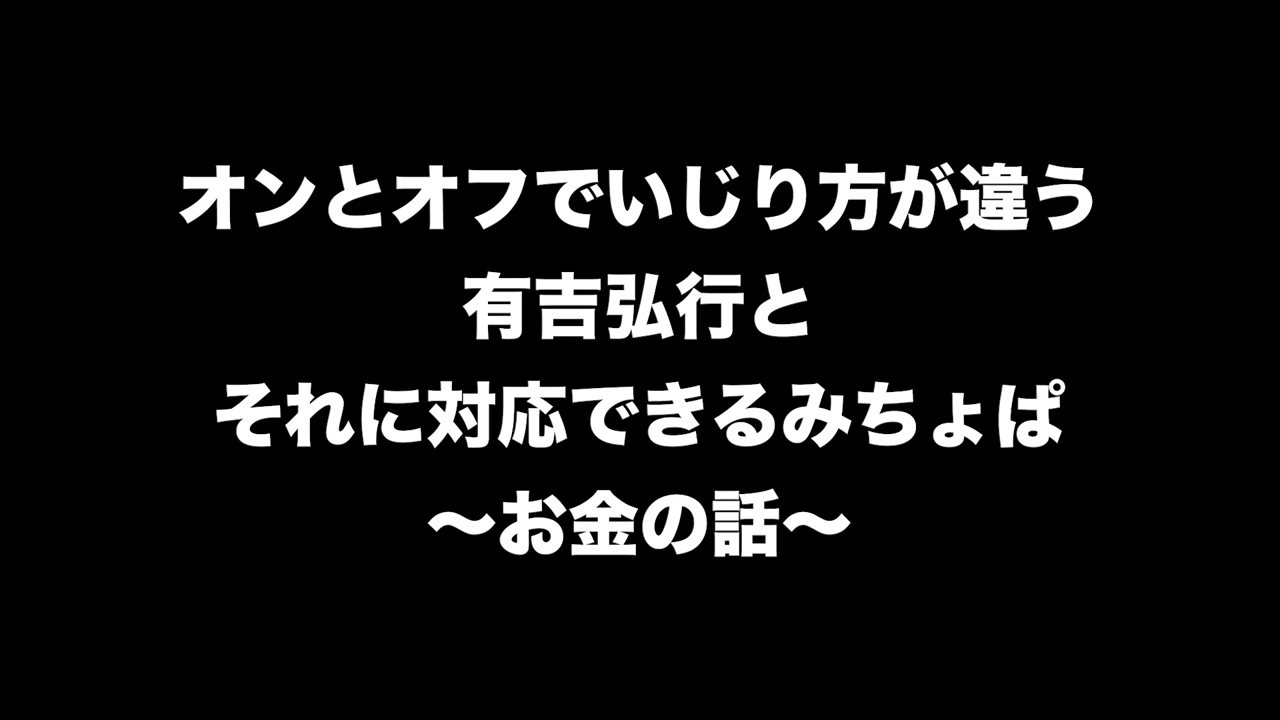 オンとオフでいじり方が違う
有吉弘行と
それに対応できるみちょぱ
〜お金の話〜